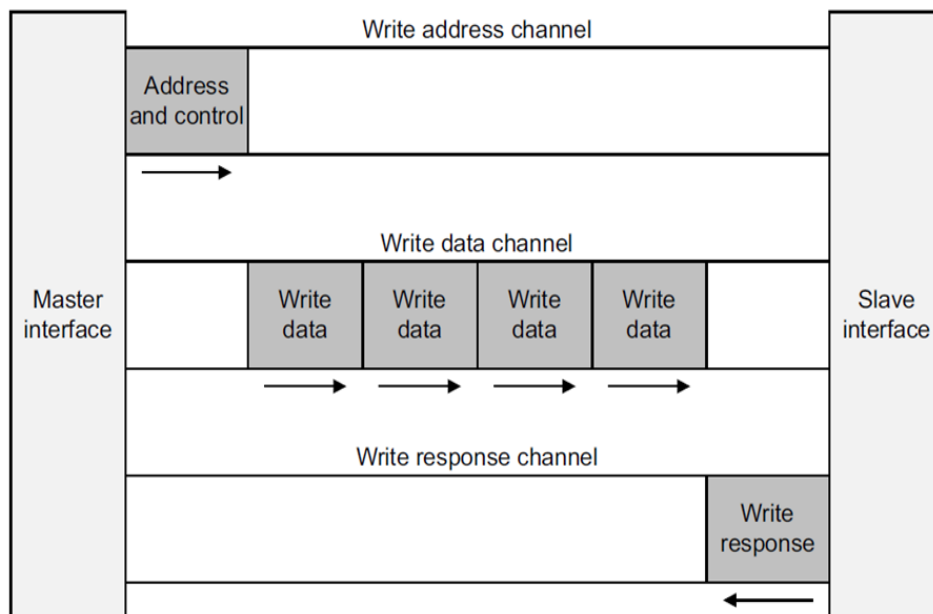 Write address channel
Address
and control
Write data channel
Master
interface
Write
data
Write
data
Write
data
Write
data
Slave
interface
Write response channel
Write
response